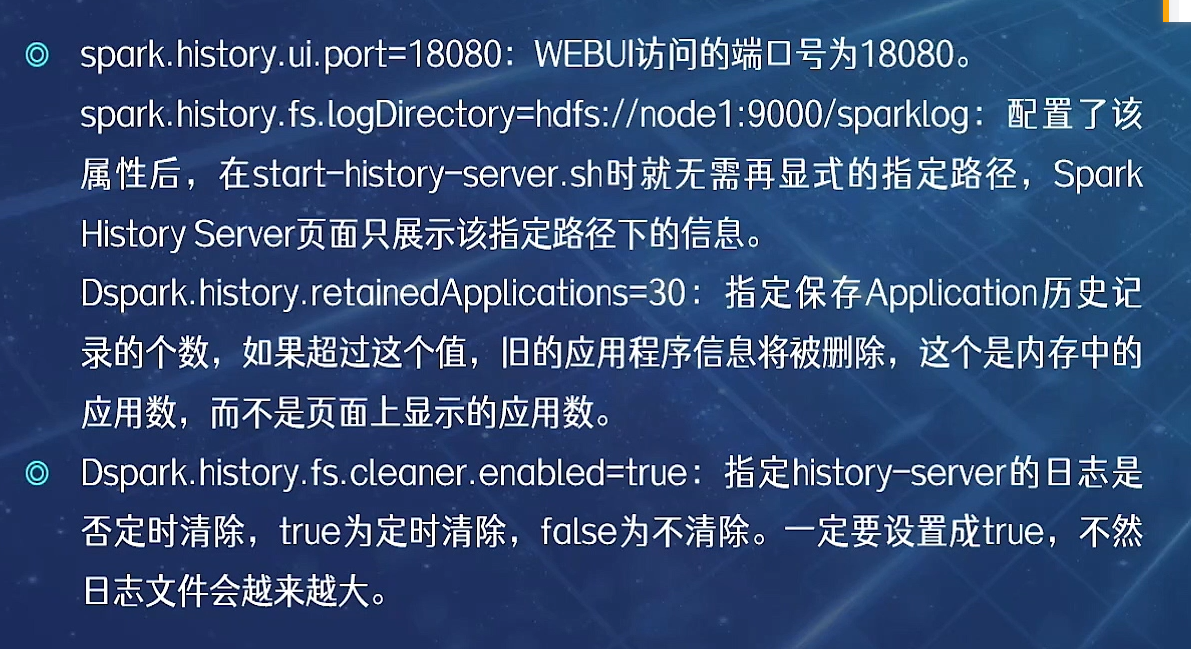 spark.history.ui.port=18080：WEBUI访问的端口号为18080。
spark.history.fs.logDirectory=hdfs://node1:9000/sparklog：配置了该
属性后，在start-history-server.sh时就无需再显式的指定路径，Spark
History Server页面只展示该指定路径下的信息。
Dspark.history.retainedApplications=30：指定保存Application历史记
录的个数，如果超过这个值，旧的应用程序信息将被删除，这个是内存中的
应用数，而不是页面上显示的应用数。
Dspark.history.fs.cleaner.enabled=true：指定history-server的日志是
否定时清除，true为定时清除，false为不清除。一定要设置成true，不然
日志文件会越来越大。